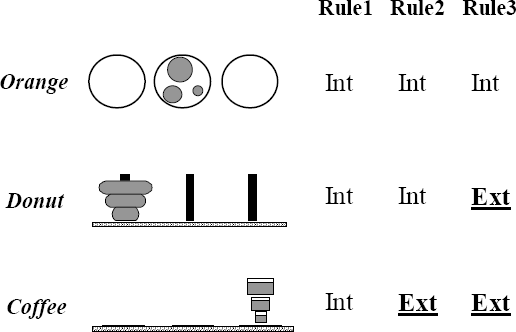 Rule1 Rule2 Rule3
Orange Int Int Int
Donut Int Int Ext
Coffee Int Ext Ext